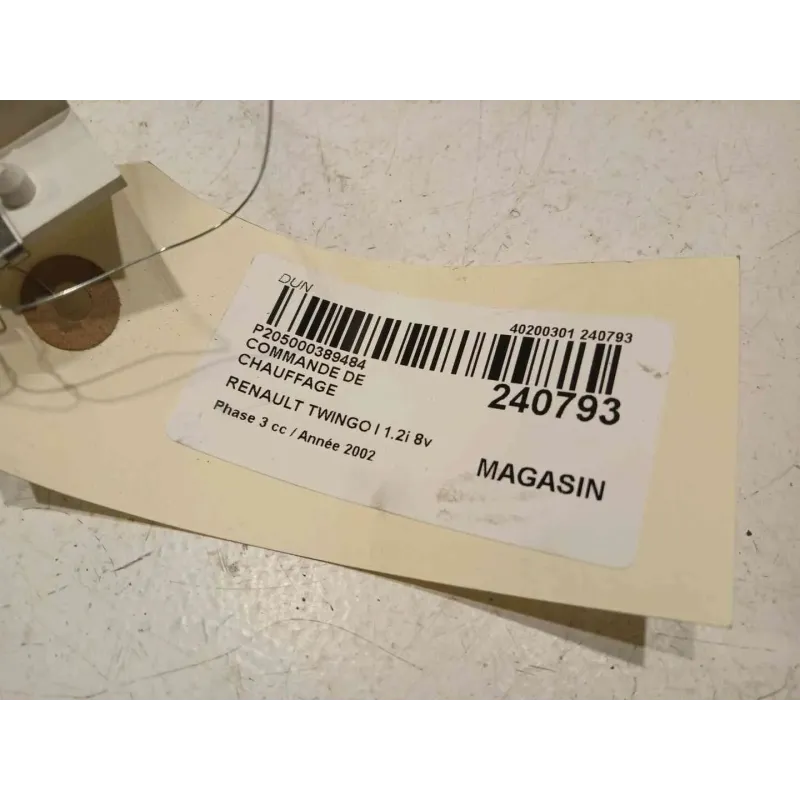 DUN
40200301 240793
P205000389484
COMMANDE DE
CHAUFFAGE
240793
RENAULT TWINGO I 1.2i 8v
Phase 3 cc / Année 2002
MAGASIN